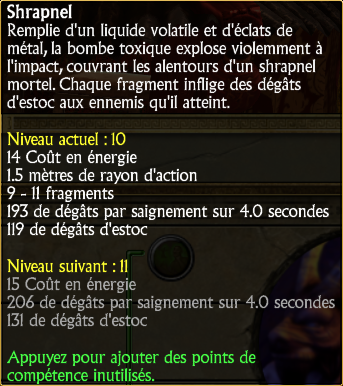 Shrapnel
Remplie d'un liquide volatile et d'éclats de
métal, la bombe toxique explose violemment à
l'impact, couvrant les alentours d'un shrapnel
mortel. Chaque fragment inflige des dégâts
d'estoc aux ennemis qu'il atteint.
Niveau actuel : 10
14 Coût en énergie
1.5 mètres de rayon d'action
9 - 11 fragments
193 de dégâts par saignement sur 4.0 secondes
119 de dégâts d'estoc
Niveau suivant : 11
15 Coût en énergie
206 de dégâts par saignement sur 4.0 secondes
131 de dégâts d'estoc
Appuyez pour ajouter des points de
compétence inutilisés.